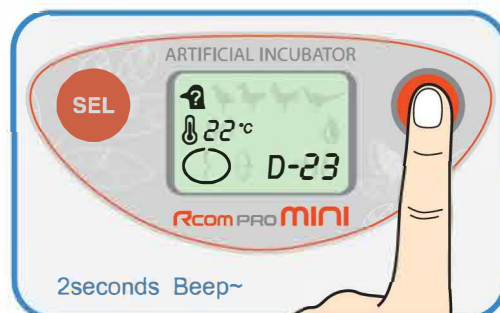 ARTIFICIAL INCUBATOR
SEL
?
22°C
D-23
Rcom PRO MINI
2seconds Beep~